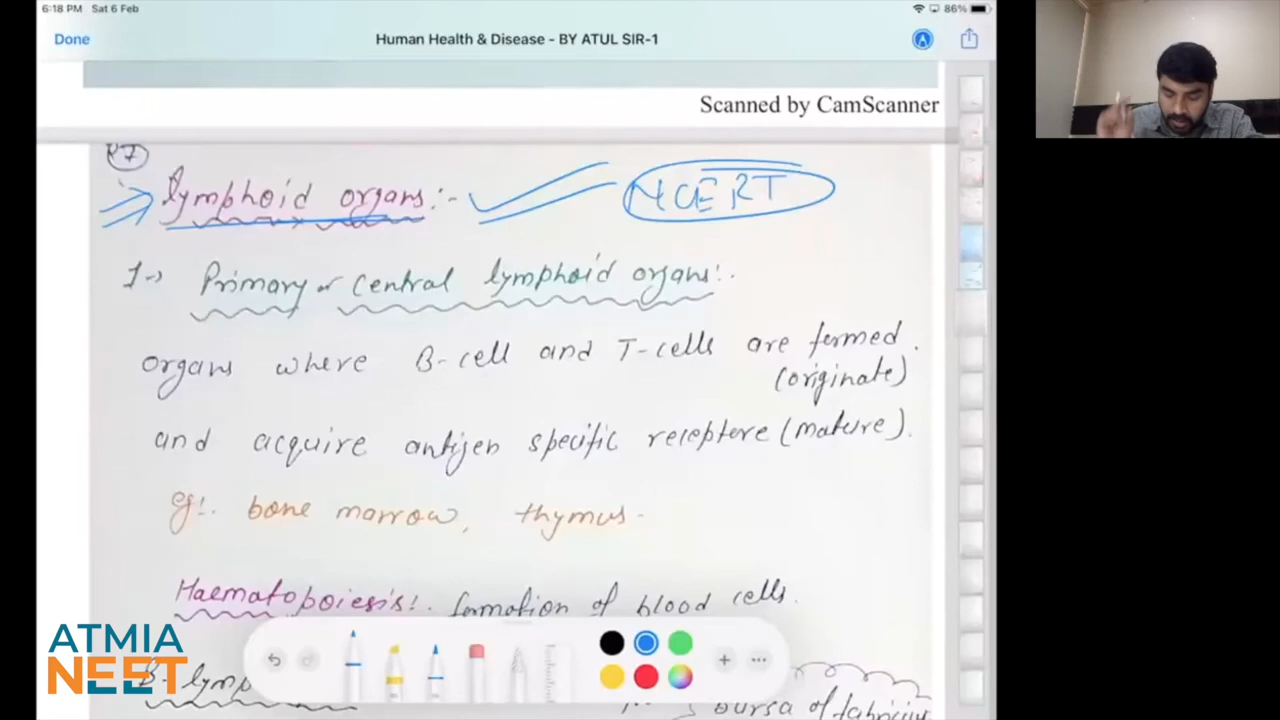 6:18 PM Sat 6 Feb
86%
Done
Human Health & Disease - BY ATUL SIR-1
Scanned by CamScanner
lymphoid organs:-
NCERT
1→ Primary or central lymphoid organs:-
organs where B-cell and T-cells are formed.
(originate)
and acquire antigen specific receptore (mature).
eg:. bone marrow, thymus-
Haematopoiesis:. formation of blood cells.
ATMIA
NEET
B-lymp
bursa of fabricius